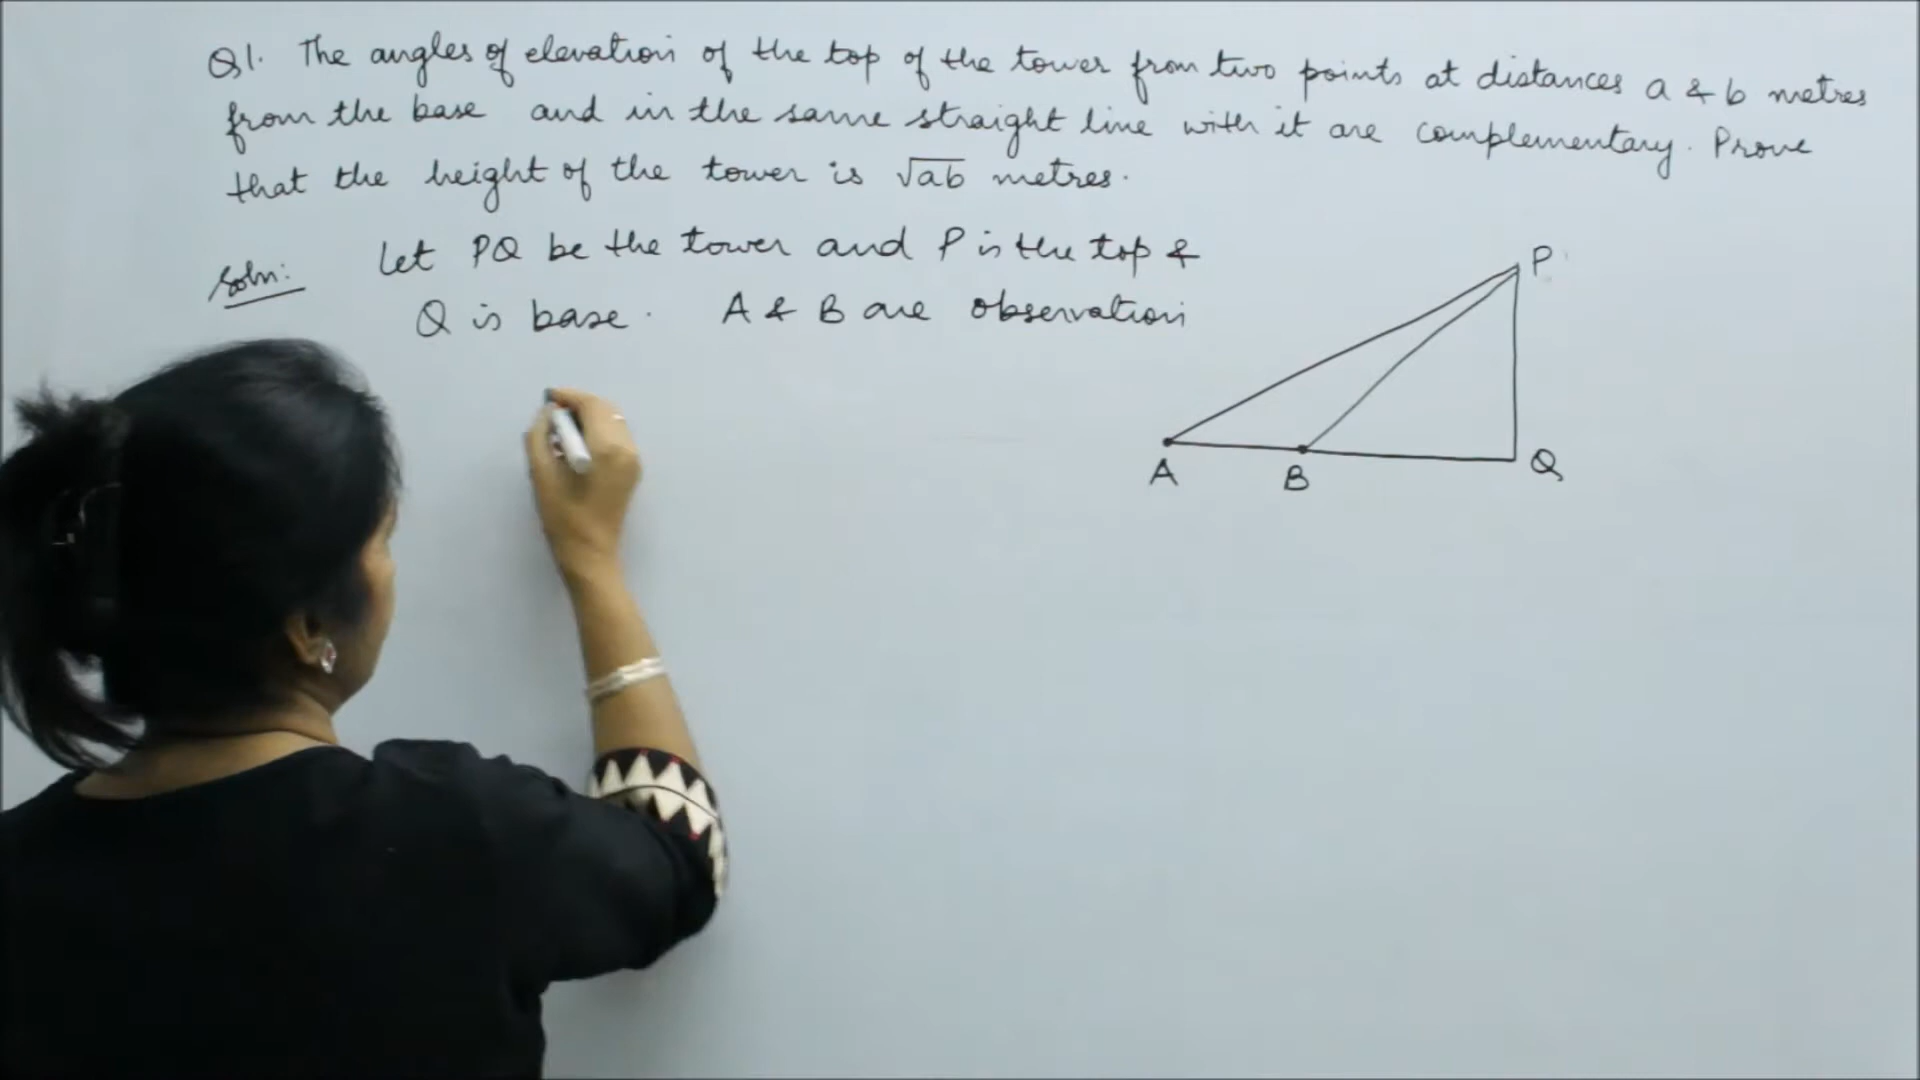 Q1. The angles of elevation of the top of the tower from two points at distances a & b metres
from the base and in the same straight line with it are complementary. Prove
that the height of the tower is √ab metres.
Soln: Let PQ be the tower and P is the top &
Q is base. A & B are observation
P
A
B
Q